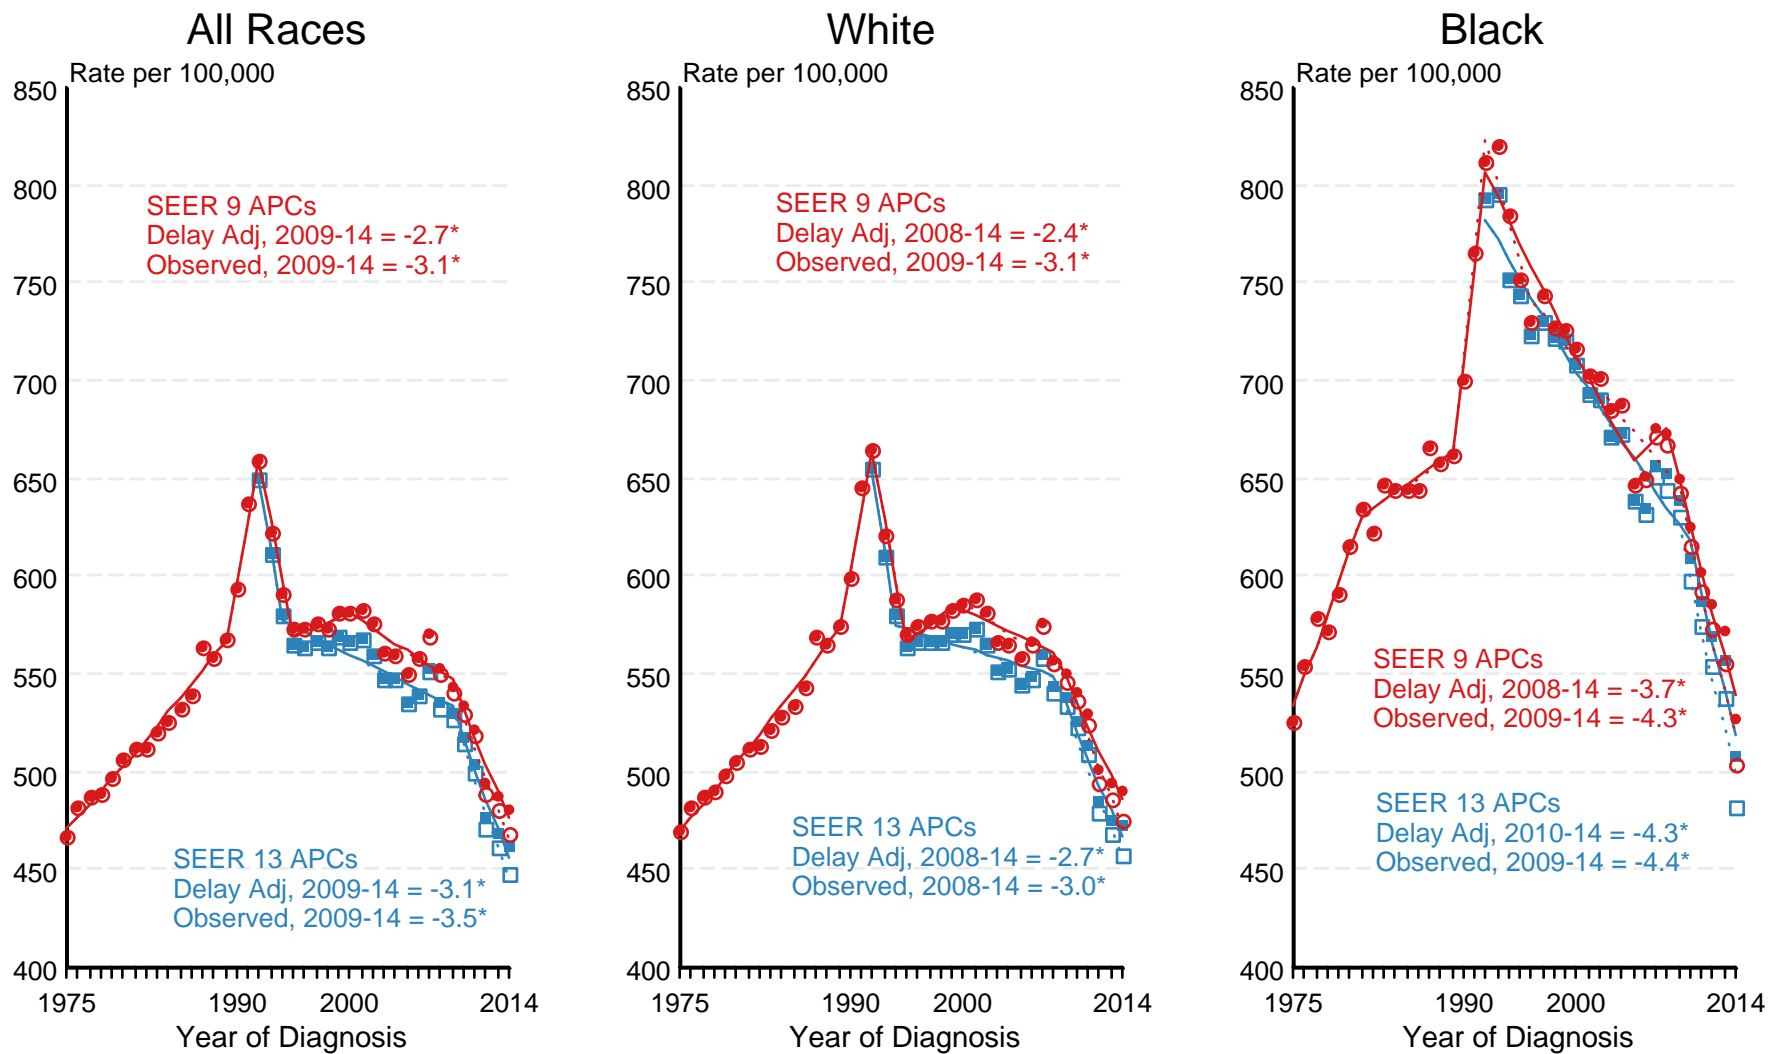 All Races
Rate per 100,000
850
800
750
700
650
600
550
500
450
400
SEER 9 APCs
Delay Adj, 2009-14 = -2.7*
Observed, 2009-14 = -3.1*
SEER 13 APCs
Delay Adj, 2009-14 = -3.1*
Observed, 2009-14 = -3.5*
1975 1990 2000 2014
Year of Diagnosis
White
Rate per 100,000
850
800
750
700
650
600
550
500
450
400
SEER 9 APCs
Delay Adj, 2008-14 = -2.4*
Observed, 2009-14 = -3.1*
SEER 13 APCs
Delay Adj, 2008-14 = -2.7*
Observed, 2008-14 = -3.0*
1975 1990 2000 2014
Year of Diagnosis
Black
Rate per 100,000
850
800
750
700
650
600
550
500
450
400
SEER 9 APCs
Delay Adj, 2008-14 = -3.7*
Observed, 2009-14 = -4.3*
SEER 13 APCs
Delay Adj, 2010-14 = -4.3*
Observed, 2009-14 = -4.4*
1975 1990 2000 2014
Year of Diagnosis